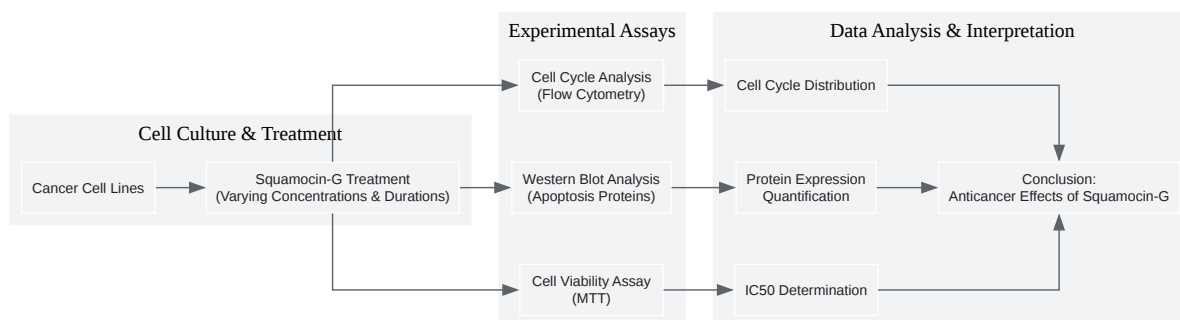 Experimental Assays
Data Analysis & Interpretation
Cell Cycle Analysis
(Flow Cytometry)
Cell Cycle Distribution
Cell Culture & Treatment
Cancer Cell Lines
Squamocin-G Treatment
(Varying Concentrations & Durations)
Western Blot Analysis
(Apoptosis Proteins)
Protein Expression
Quantification
Conclusion:
Anticancer Effects of Squamocin-G
Cell Viability Assay
(MTT)
IC50 Determination